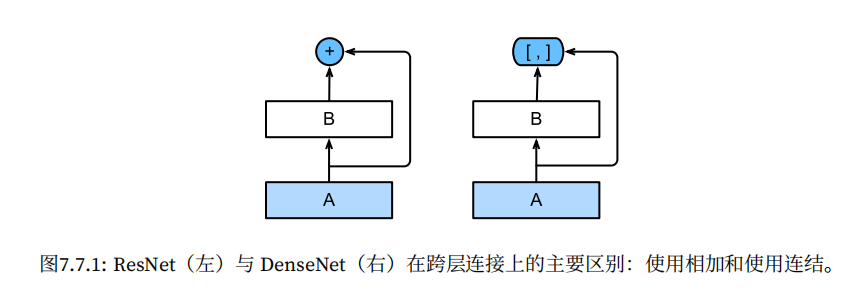 + [ , ]
B B
A A
图7.7.1: ResNet（左）与 DenseNet（右）在跨层连接上的主要区别：使用相加和使用连结。